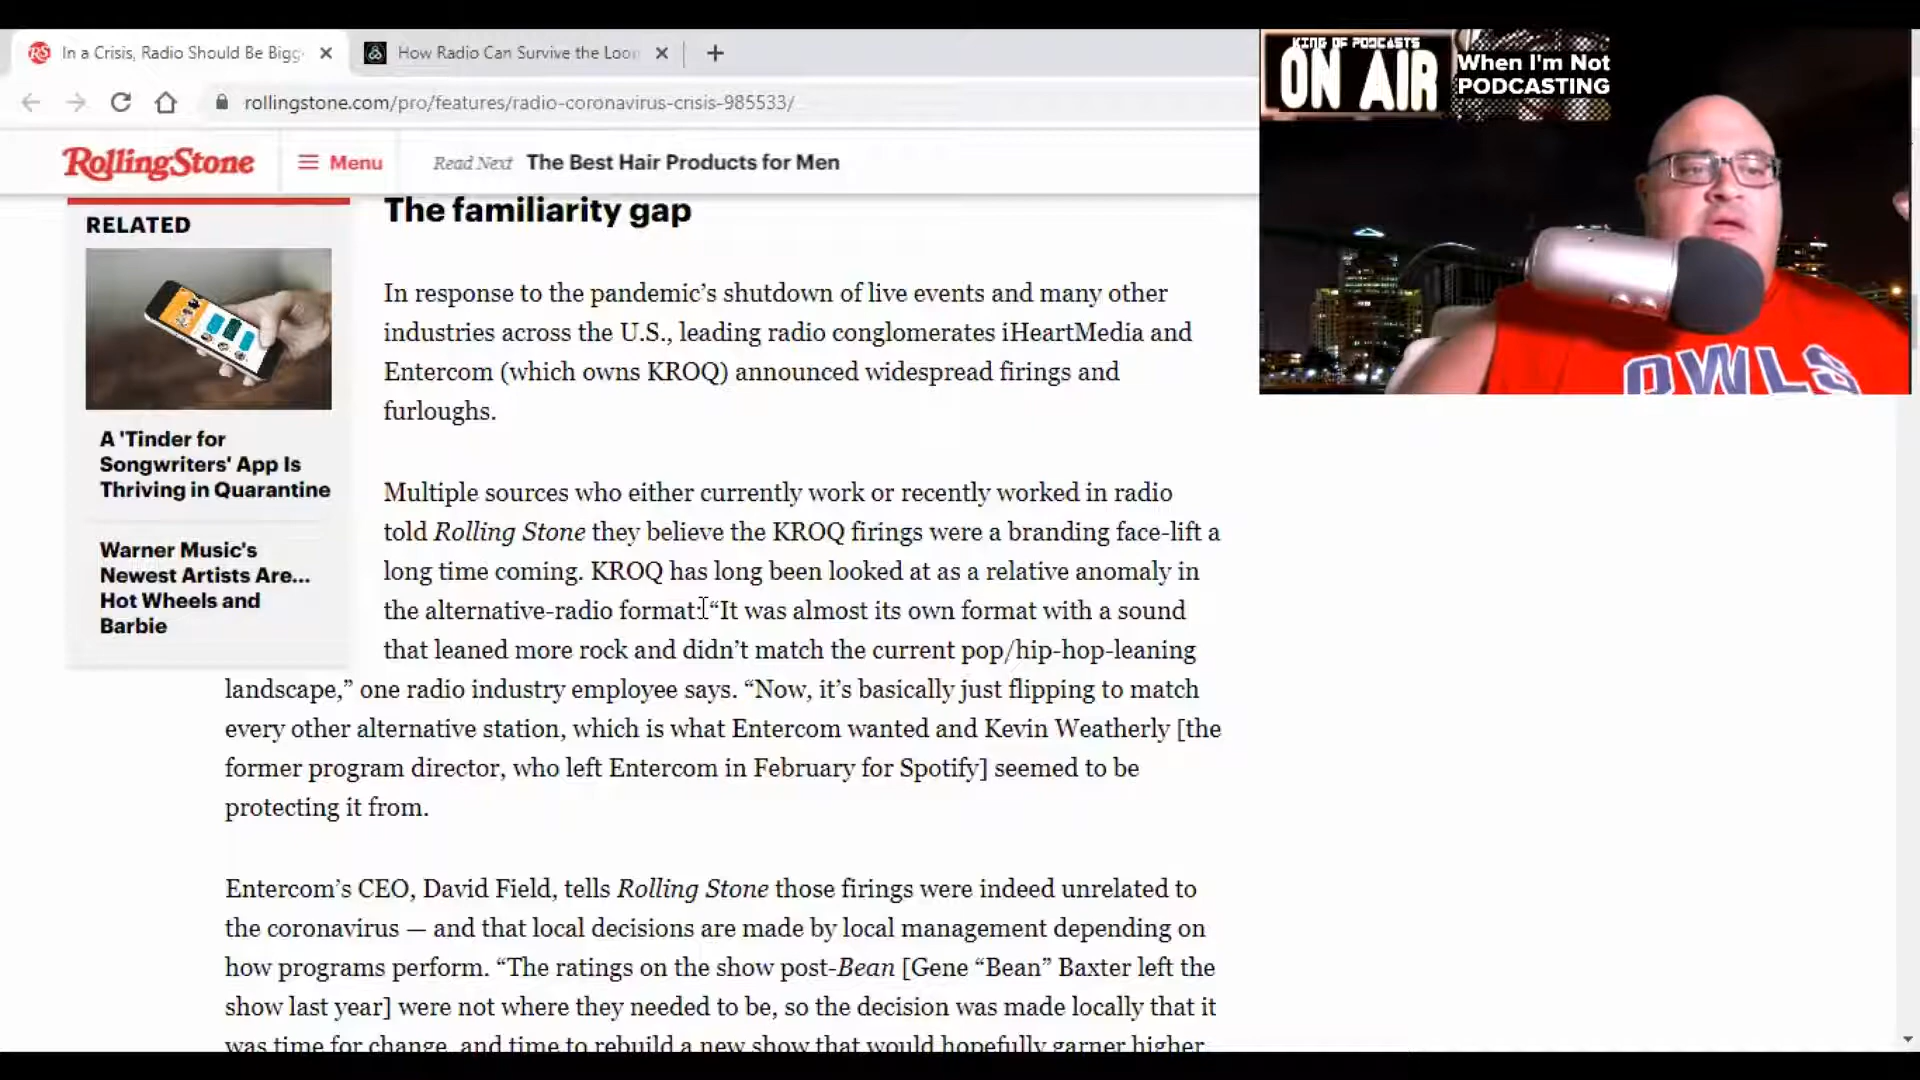 In a Crisis, Radio Should Be Bigg
How Radio Can Survive the Loo
rollingstone.com/pro/features/radio-coronavirus-crisis-985533/
KING OF PODCASTS
ON AIR
When I'm Not
PODCASTING
RollingStone
Menu
Read Next The Best Hair Products for Men
RELATED
A 'Tinder for
Songwriters' App Is
Thriving in Quarantine
Warner Music's
Newest Artists Are...
Hot Wheels and
Barbie
The familiarity gap
In response to the pandemic’s shutdown of live events and many other
industries across the U.S., leading radio conglomerates iHeartMedia and
Entercom (which owns KROQ) announced widespread firings and
furloughs.
Multiple sources who either currently work or recently worked in radio
told Rolling Stone they believe the KROQ firings were a branding face-lift a
long time coming. KROQ has long been looked at as a relative anomaly in
the alternative-radio format: “It was almost its own format with a sound
that leaned more rock and didn’t match the current pop/hip-hop-leaning
landscape,” one radio industry employee says. “Now, it’s basically just flipping to match
every other alternative station, which is what Entercom wanted and Kevin Weatherly [the
former program director, who left Entercom in February for Spotify] seemed to be
protecting it from.
Entercom’s CEO, David Field, tells Rolling Stone those firings were indeed unrelated to
the coronavirus — and that local decisions are made by local management depending on
how programs perform. “The ratings on the show post-Bean [Gene “Bean” Baxter left the
show last year] were not where they needed to be, so the decision was made locally that it
was time for change, and time to rebuild a new show that would hopefully garner higher
OWLS